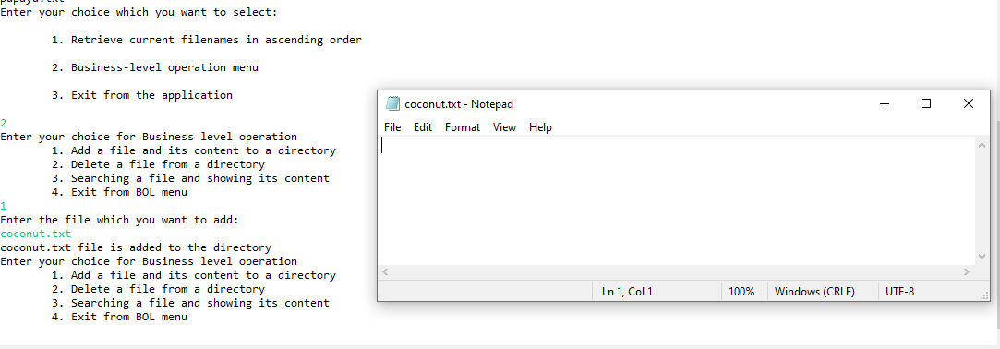 papaya.txt
Enter your choice which you want to select:
1. Retrieve current filenames in ascending order
2. Business-level operation menu
3. Exit from the application
2
Enter your choice for Business level operation
1. Add a file and its content to a directory
2. Delete a file from a directory
3. Searching a file and showing its content
4. Exit from BOL menu
1
Enter the file which you want to add:
coconut.txt
coconut.txt file is added to the directory
Enter your choice for Business level operation
1. Add a file and its content to a directory
2. Delete a file from a directory
3. Searching a file and showing its content
4. Exit from BOL menu
coconut.txt - Notepad
File Edit Format View Help
Ln 1, Col 1 100% Windows (CRLF) UTF-8